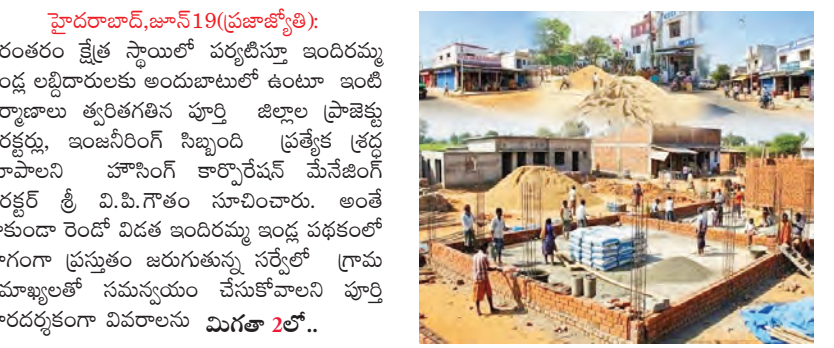 హైదరాబాద్,జూన్19(ప్రజాజ్యోతి):
రంతరం క్షేత్ర స్థాయిలో పర్యటిస్తూ ఇందిరమ్మ
ండ్ల లబ్దిదారులకు అందుబాటులో ఉంటూ ఇంటి
ర్మాణాలు త్వరితగతిన పూర్తి జిల్లాల ప్రాజెక్టు
రక్టర్లు, ఇంజనీరింగ్ సిబ్బంది ప్రత్యేక శ్రద్ధ
పాలని హౌసింగ్ కార్పొరేషన్ మేనేజింగ్
రక్టర్ శ్రీ వి.పి.గౌతం సూచించారు. అంతే
కుండా రెండో విడత ఇందిరమ్మ ఇండ్ల పథకంలో
గంగా ప్రస్తుతం జరుగుతున్న సర్వేలో గ్రామ
మాఖ్యలతో సమన్వయం చేసుకోవాలని పూర్తి
రదర్శకంగా వివరాలను మిగతా 2లో..